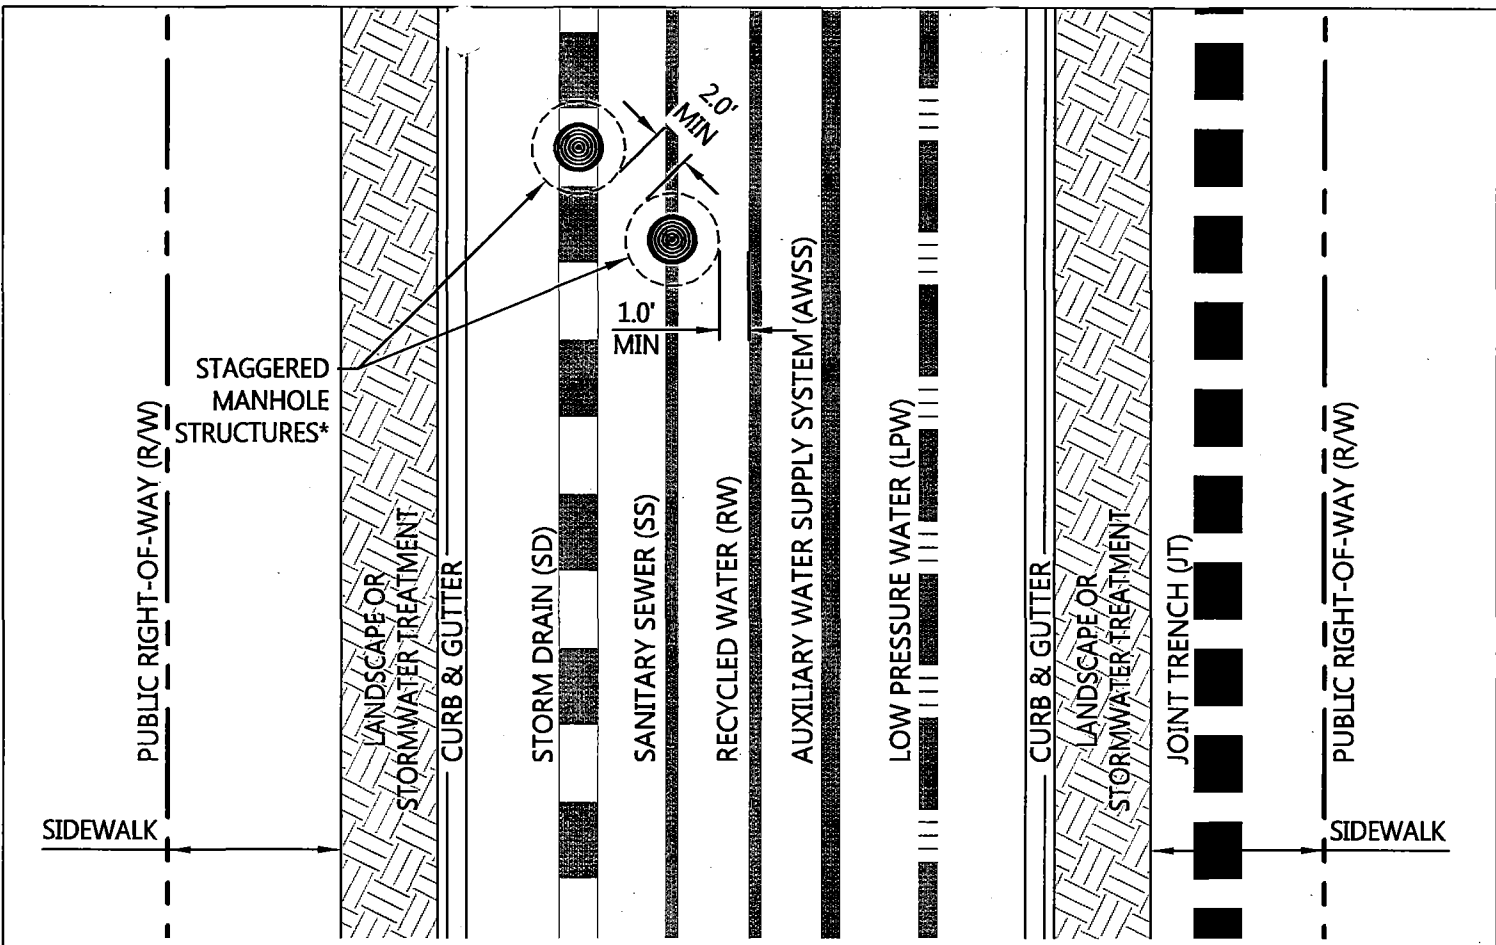 2.0'
MIN
1.0'
MIN
STAGGERED
MANHOLE
STRUCTURES*
PUBLIC RIGHT-OF-WAY (R/W)
LANDSCAPE OR
STORMWATER TREATMENT
CURB & GUTTER
STORM DRAIN (SD)
SANITARY SEWER (SS)
RECYCLED WATER (RW)
AUXILIARY WATER SUPPLY SYSTEM (AWSS)
LOW PRESSURE WATER (LPW)
CURB & GUTTER
LANDSCAPE OR
STORMWATER TREATMENT
JOINT TRENCH (JT)
PUBLIC RIGHT-OF-WAY (R/W)
SIDEWALK
SIDEWALK